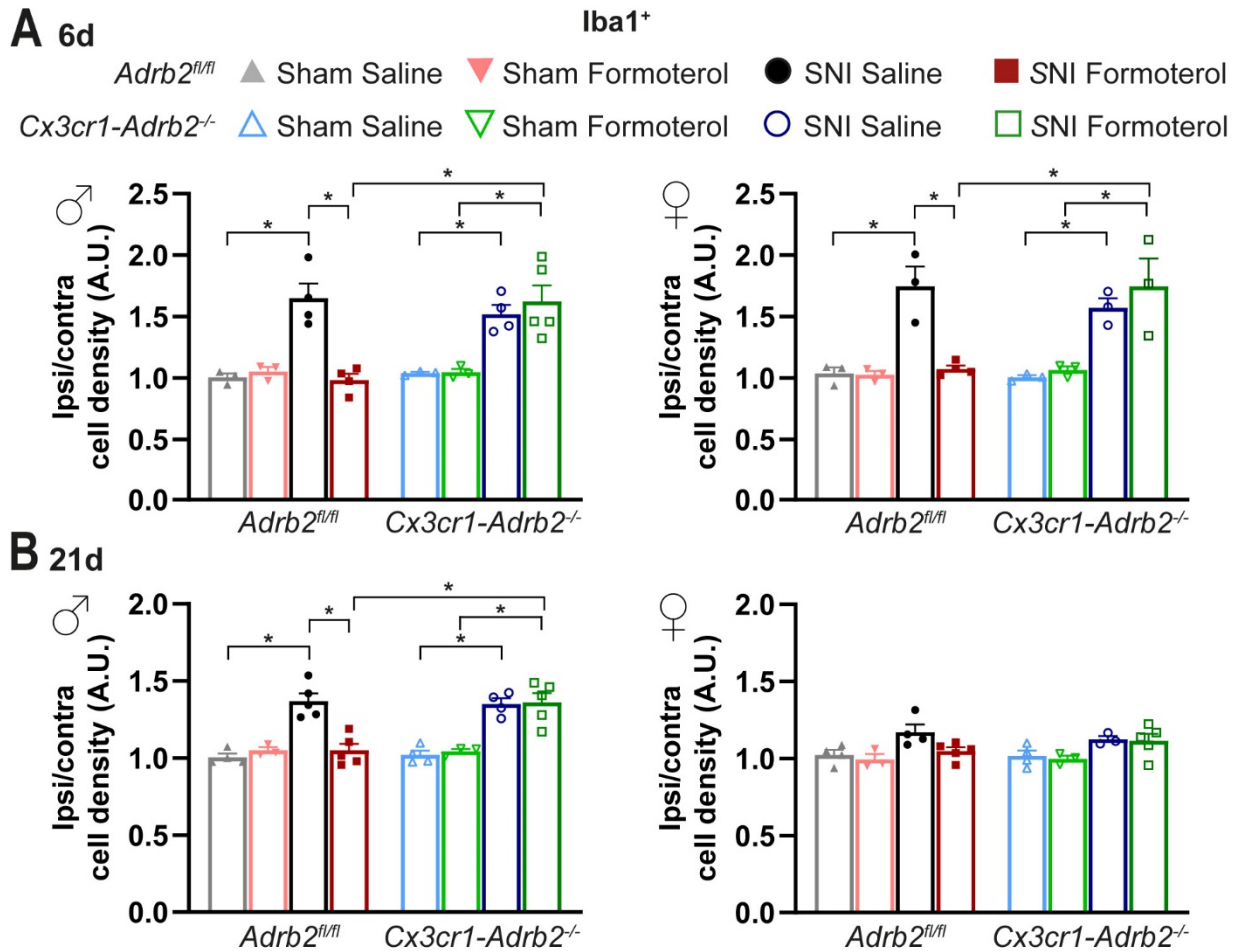 A 6d
Iba1⁺
Adrb2fl/fl Sham Saline Sham Formoterol SNI Saline SNI Formoterol
Cx3cr1-Adrb2-/- Sham Saline Sham Formoterol SNI Saline SNI Formoterol
♂
Ipsi/contra
cell density (A.U.)
2.5
2.0
1.5
1.0
0.5
0.0
* * * * *
Adrb2fl/fl Cx3cr1-Adrb2-/-
♀
Ipsi/contra
cell density (A.U.)
2.5
2.0
1.5
1.0
0.5
0.0
* * * * *
Adrb2fl/fl Cx3cr1-Adrb2-/-
B 21d
♂
Ipsi/contra
cell density (A.U.)
2.0
1.5
1.0
0.5
0.0
* * * * *
Adrb2fl/fl Cx3cr1-Adrb2-/-
♀
Ipsi/contra
cell density (A.U.)
2.0
1.5
1.0
0.5
0.0
Adrb2fl/fl Cx3cr1-Adrb2-/-